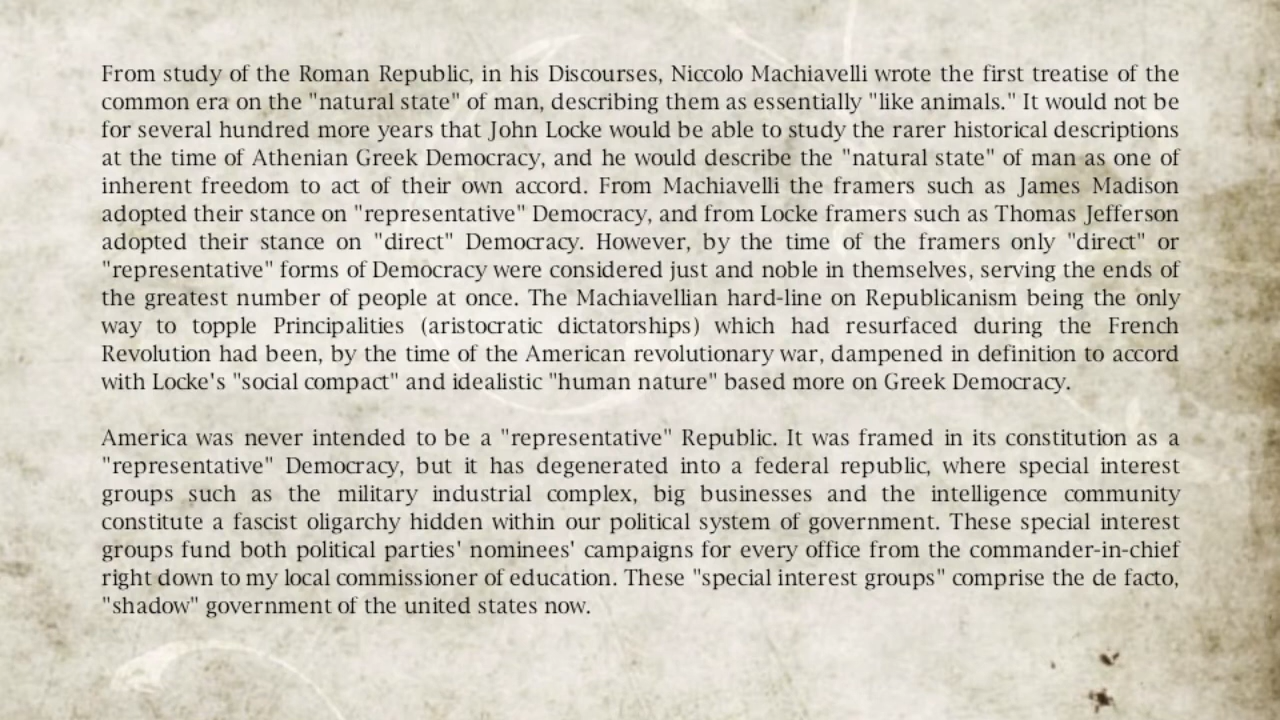 From study of the Roman Republic, in his Discourses, Niccolo Machiavelli wrote the first treatise of the
common era on the "natural state" of man, describing them as essentially "like animals." It would not be
for several hundred more years that John Locke would be able to study the rarer historical descriptions
at the time of Athenian Greek Democracy, and he would describe the "natural state" of man as one of
inherent freedom to act of their own accord. From Machiavelli the framers such as James Madison
adopted their stance on "representative" Democracy, and from Locke framers such as Thomas Jefferson
adopted their stance on "direct" Democracy. However, by the time of the framers only "direct" or
"representative" forms of Democracy were considered just and noble in themselves, serving the ends of
the greatest number of people at once. The Machiavellian hard-line on Republicanism being the only
way to topple Principalities (aristocratic dictatorships) which had resurfaced during the French
Revolution had been, by the time of the American revolutionary war, dampened in definition to accord
with Locke's "social compact" and idealistic "human nature" based more on Greek Democracy.
America was never intended to be a "representative" Republic. It was framed in its constitution as a
"representative" Democracy, but it has degenerated into a federal republic, where special interest
groups such as the military industrial complex, big businesses and the intelligence community
constitute a fascist oligarchy hidden within our political system of government. These special interest
groups fund both political parties' nominees' campaigns for every office from the commander-in-chief
right down to my local commissioner of education. These "special interest groups" comprise the de facto,
"shadow" government of the united states now.